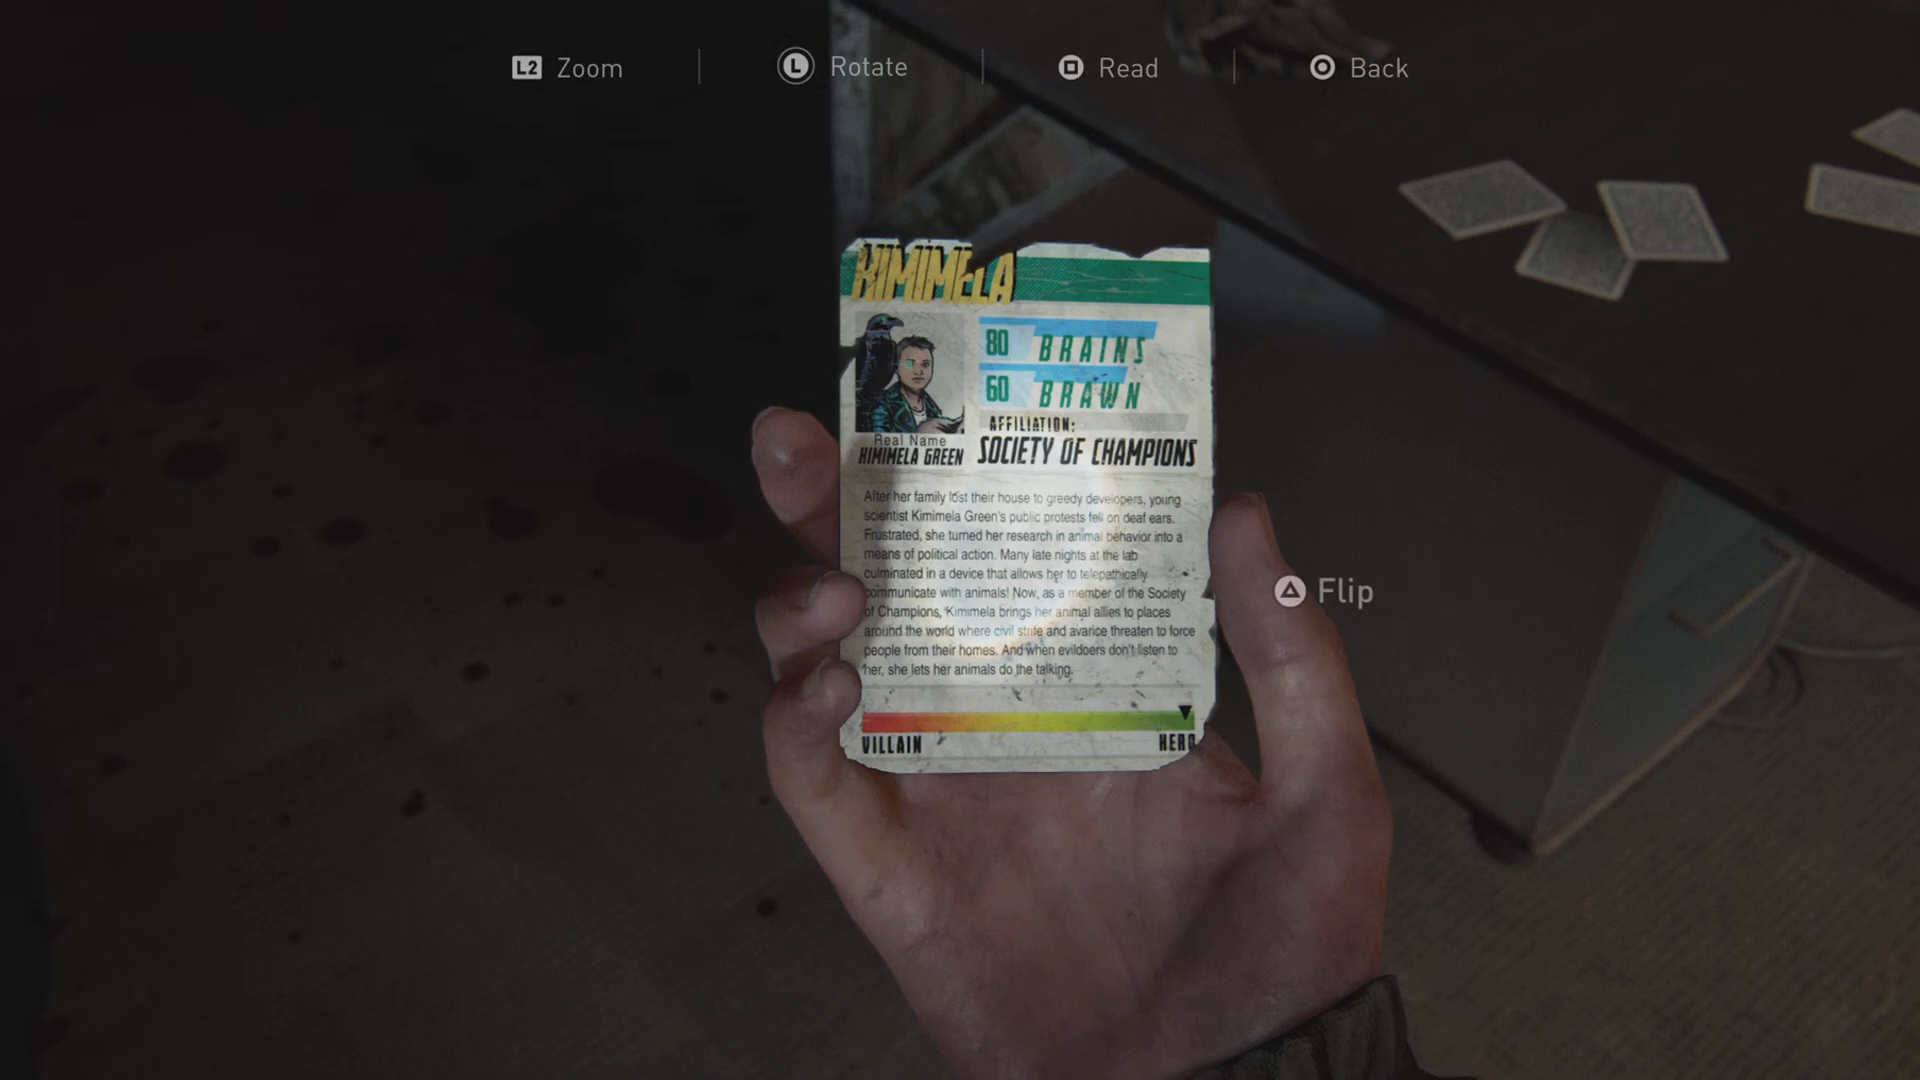 L2 Zoom
L Rotate
Read
Back
KIMIMELA
80 BRAINS
60 BRAWN
AFFILIATION:
SOCIETY OF CHAMPIONS
Real Name
KIMIMELA GREEN
After her family lost their house to greedy developers, young
scientist Kimimela Green's public protests fell on deaf ears.
Frustrated, she turned her research in animal behavior into a
means of political action. Many late nights at the lab
culminated in a device that allows her to telepathically
communicate with animals! Now, as a member of the Society
of Champions, Kimimela brings her animal allies to places
around the world where civil strife and avarice threaten to force
people from their homes. And when evildoers don't listen to
her, she lets her animals do the talking.
Flip
VILLAIN HERO